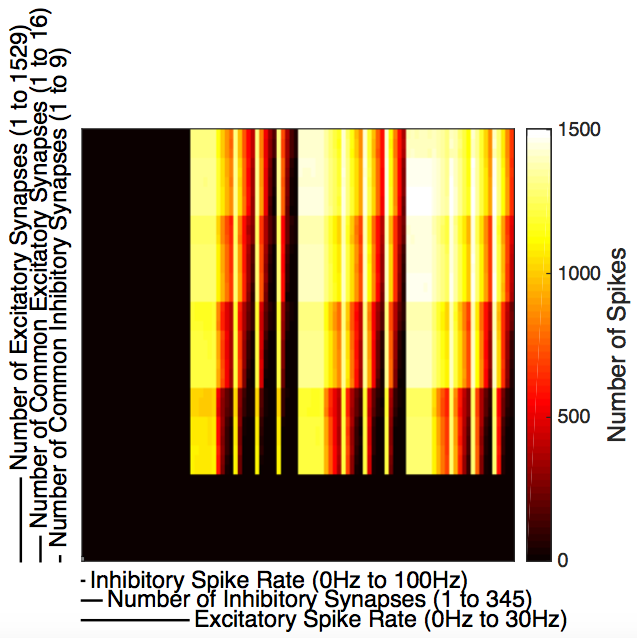 Number of Excitatory Synapses (1 to 1529)
Number of Common Excitatory Synapses (1 to 16)
Number of Common Inhibitory Synapses (1 to 9)
1500
1000
500
0
Number of Spikes
Inhibitory Spike Rate (0Hz to 100Hz)
Number of Inhibitory Synapses (1 to 345)
Excitatory Spike Rate (0Hz to 30Hz)